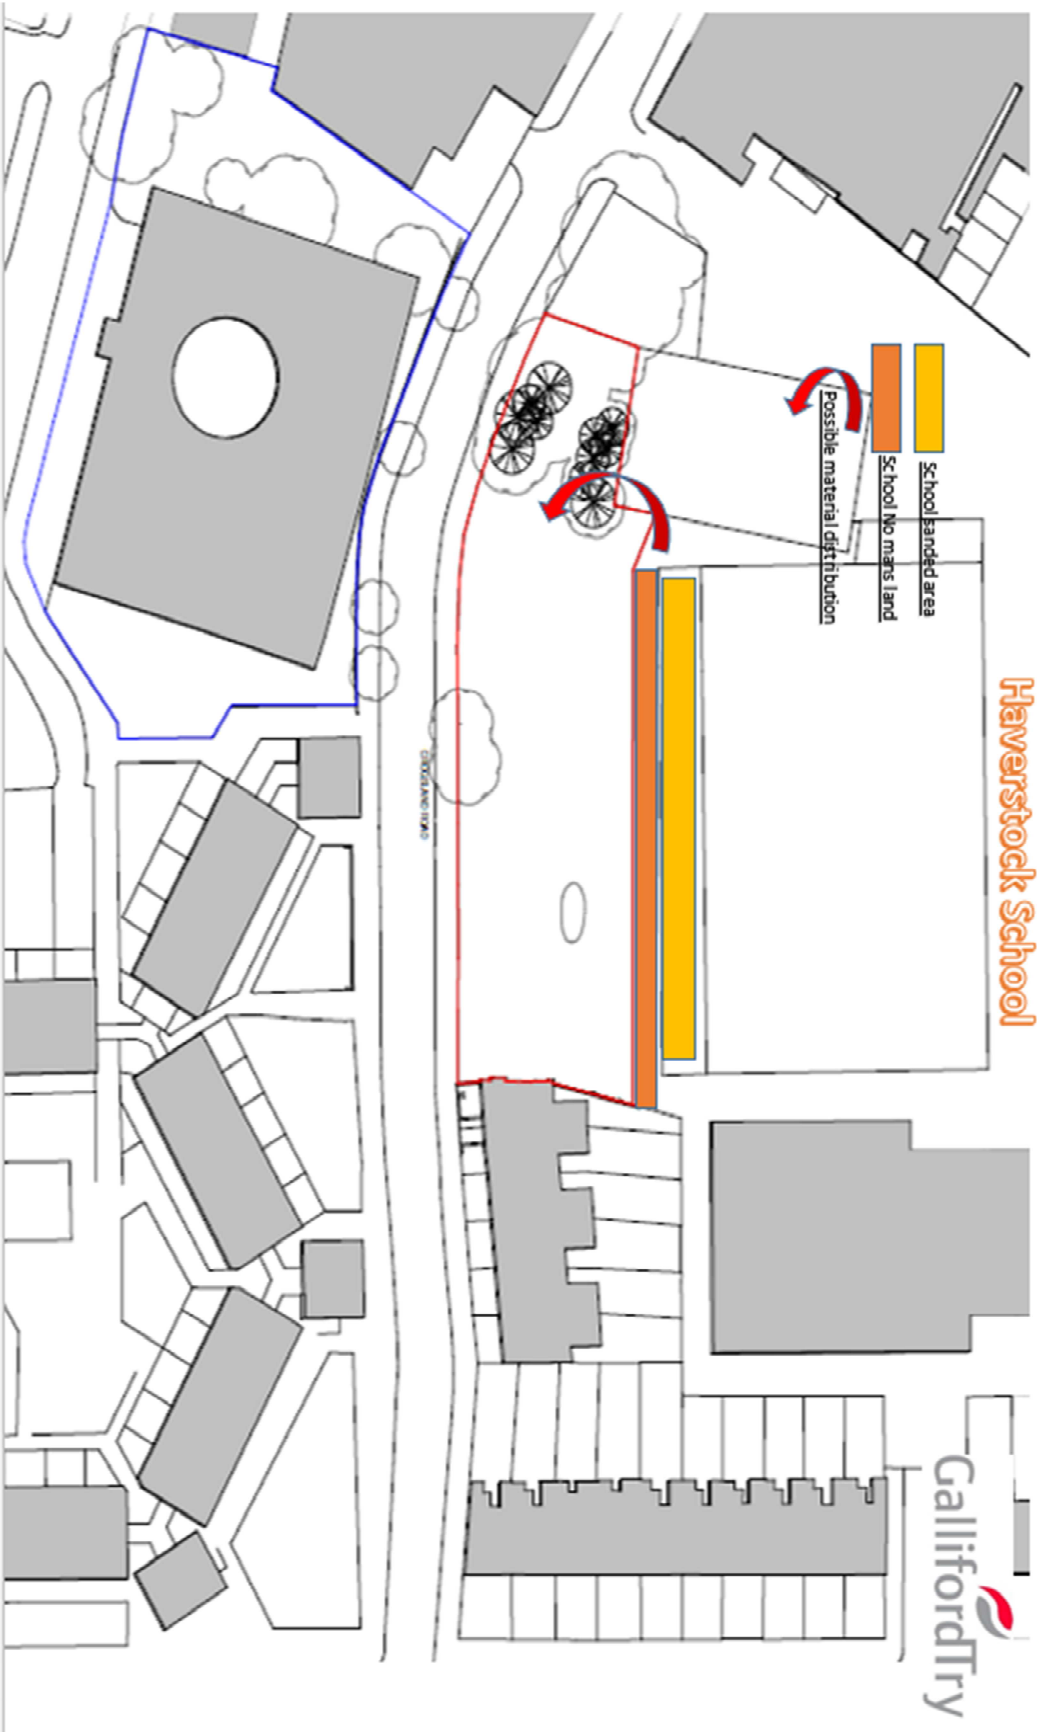 Haverstock School
School sanded area
School No mans land
Possible material distribution
GallifordTry